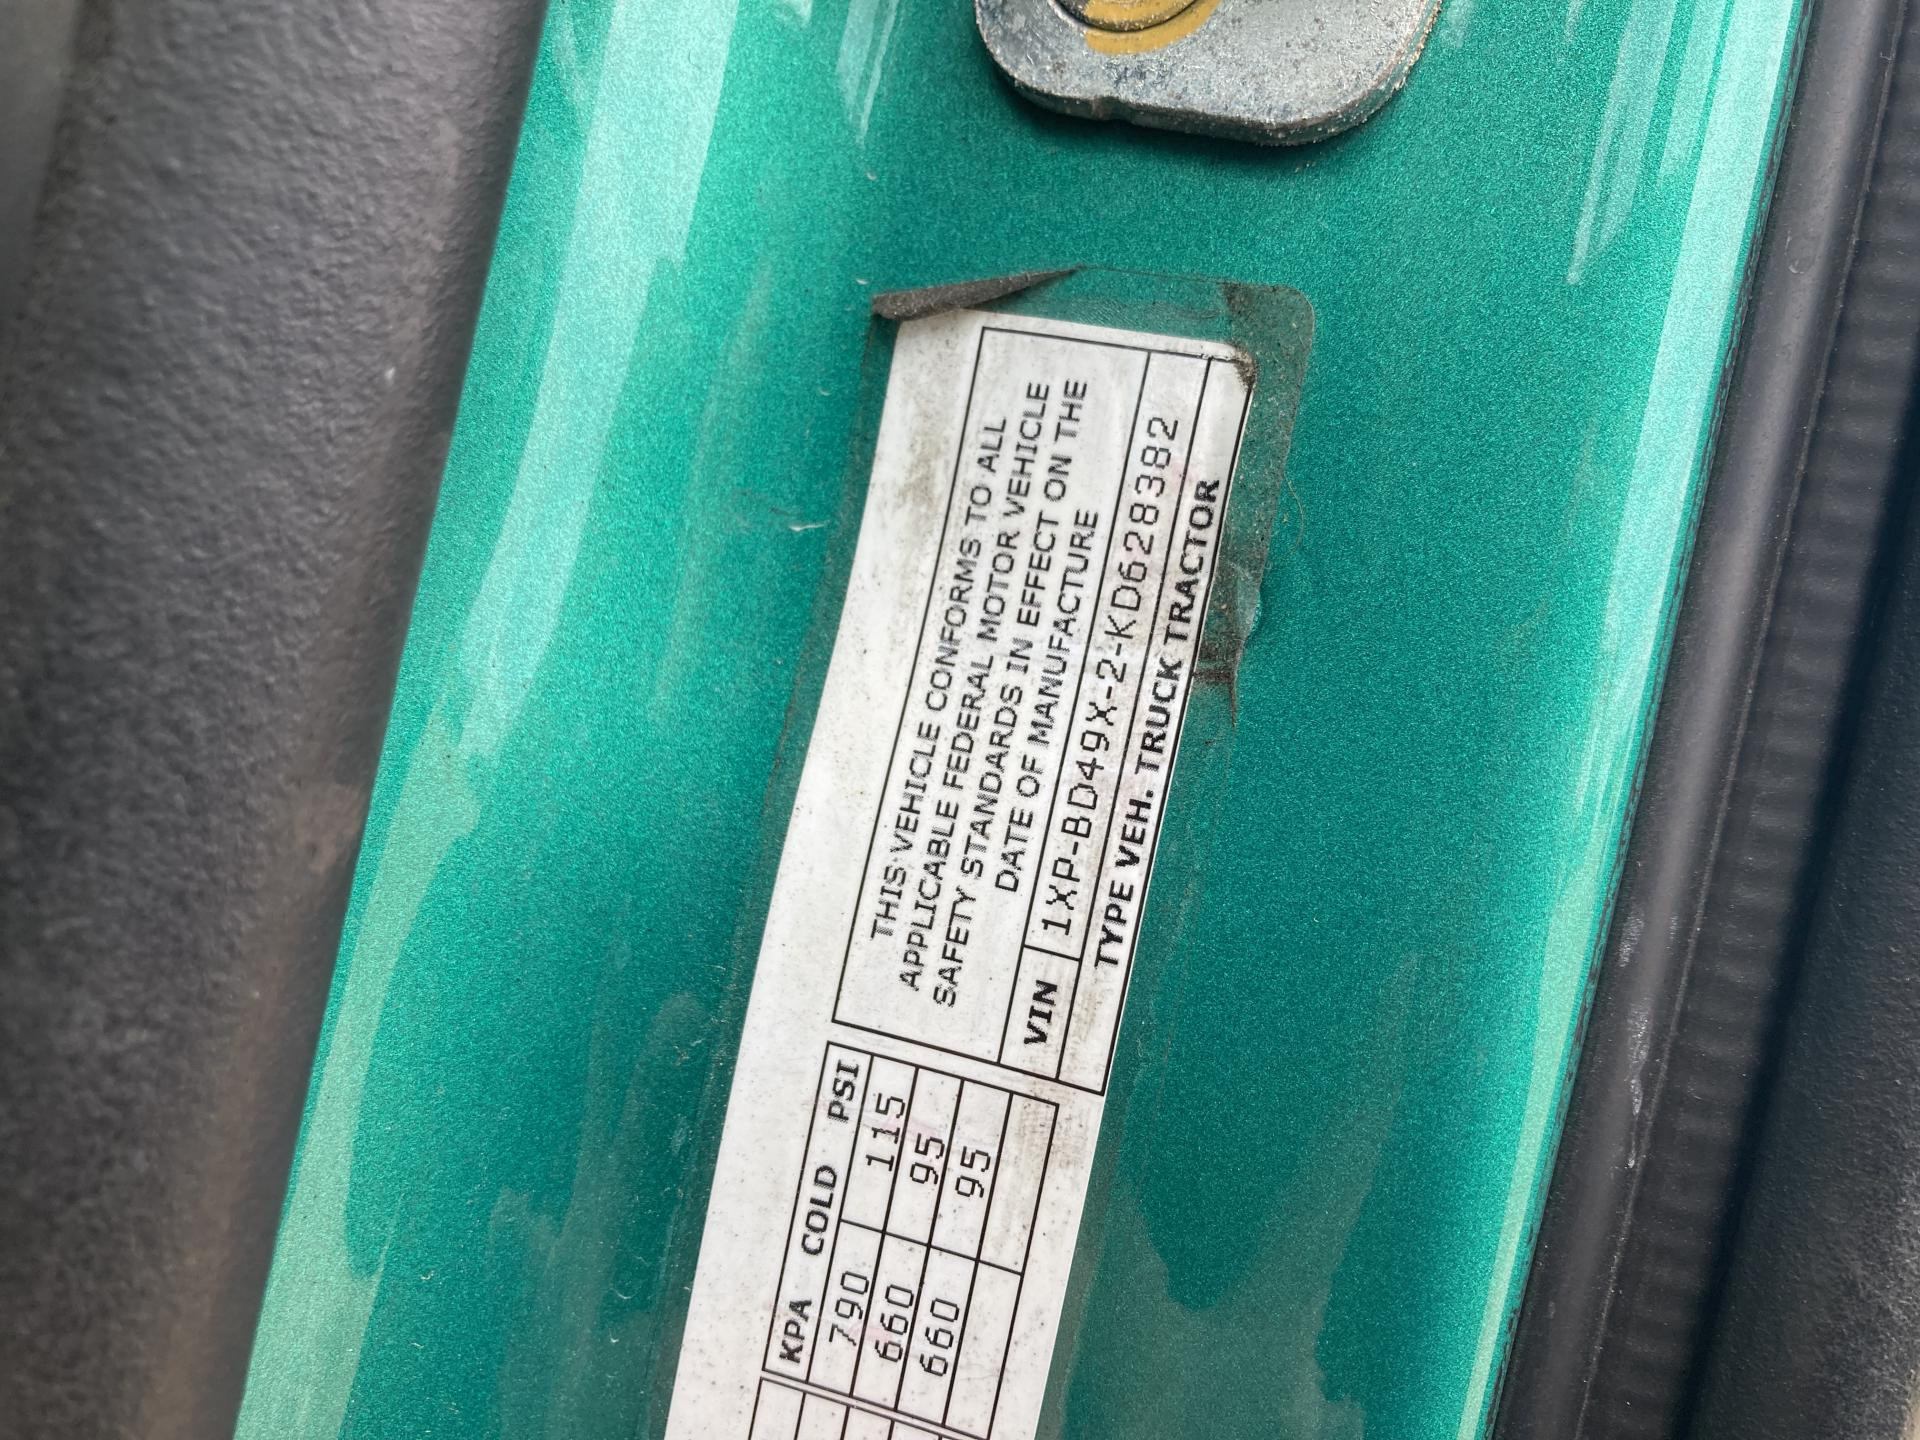 THIS VEHICLE CONFORMS TO ALL
APPLICABLE FEDERAL MOTOR VEHICLE
SAFETY STANDARDS IN EFFECT ON THE
DATE OF MANUFACTURE
VIN 1XP-BD49X-2-KD628382
TYPE VEH. TRUCK TRACTOR
KPA COLD PSI
790 115
660 95
660 95